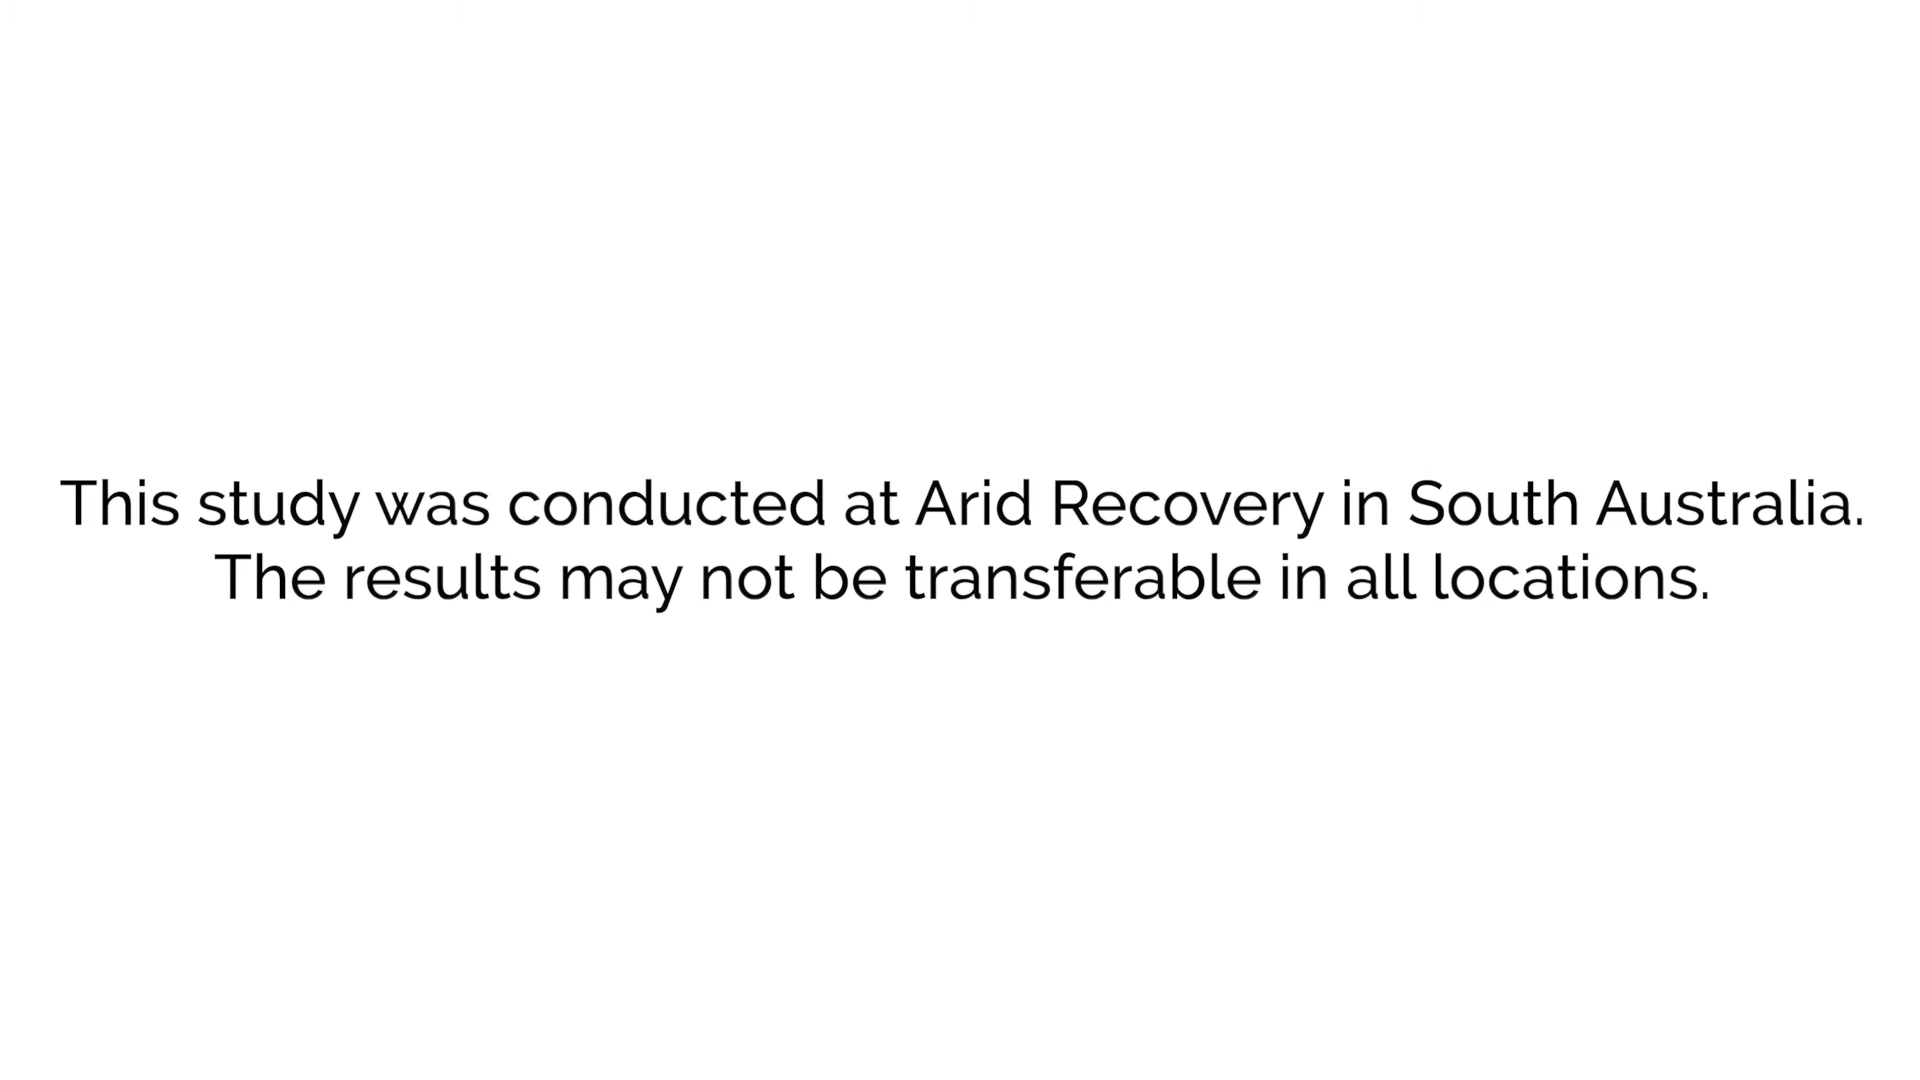 This study was conducted at Arid Recovery in South Australia.
The results may not be transferable in all locations.